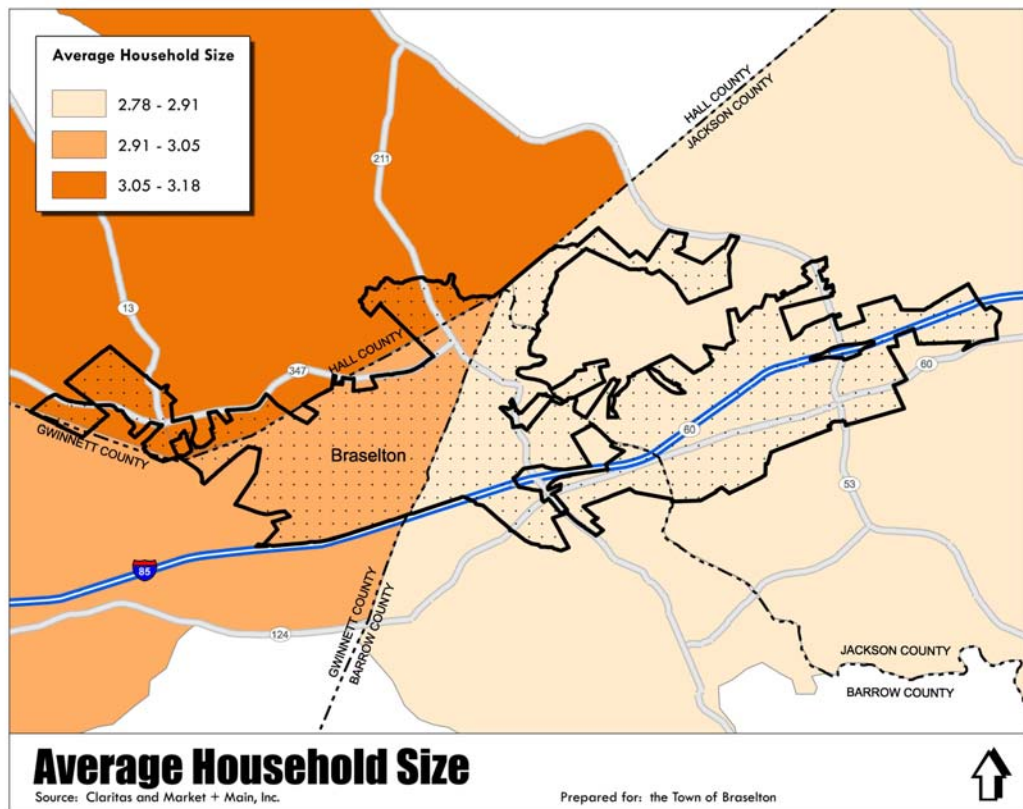 Average Household Size
2.78 - 2.91
2.91 - 3.05
3.05 - 3.18
HALL COUNTY
JACKSON COUNTY
211
13
HALL COUNTY
347
GWINNETT COUNTY
Braselton
60
60
53
85
124
GWINNETT COUNTY
BARROW COUNTY
JACKSON COUNTY
BARROW COUNTY
Average Household Size
Source: Claritas and Market + Main, Inc.
Prepared for: the Town of Braselton